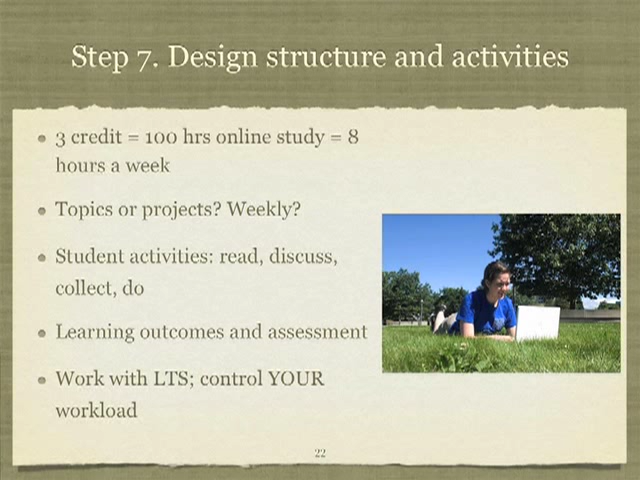 Step 7. Design structure and activities
3 credit = 100 hrs online study = 8
hours a week
Topics or projects? Weekly?
Student activities: read, discuss,
collect, do
Learning outcomes and assessment
Work with LTS; control YOUR
workload
22